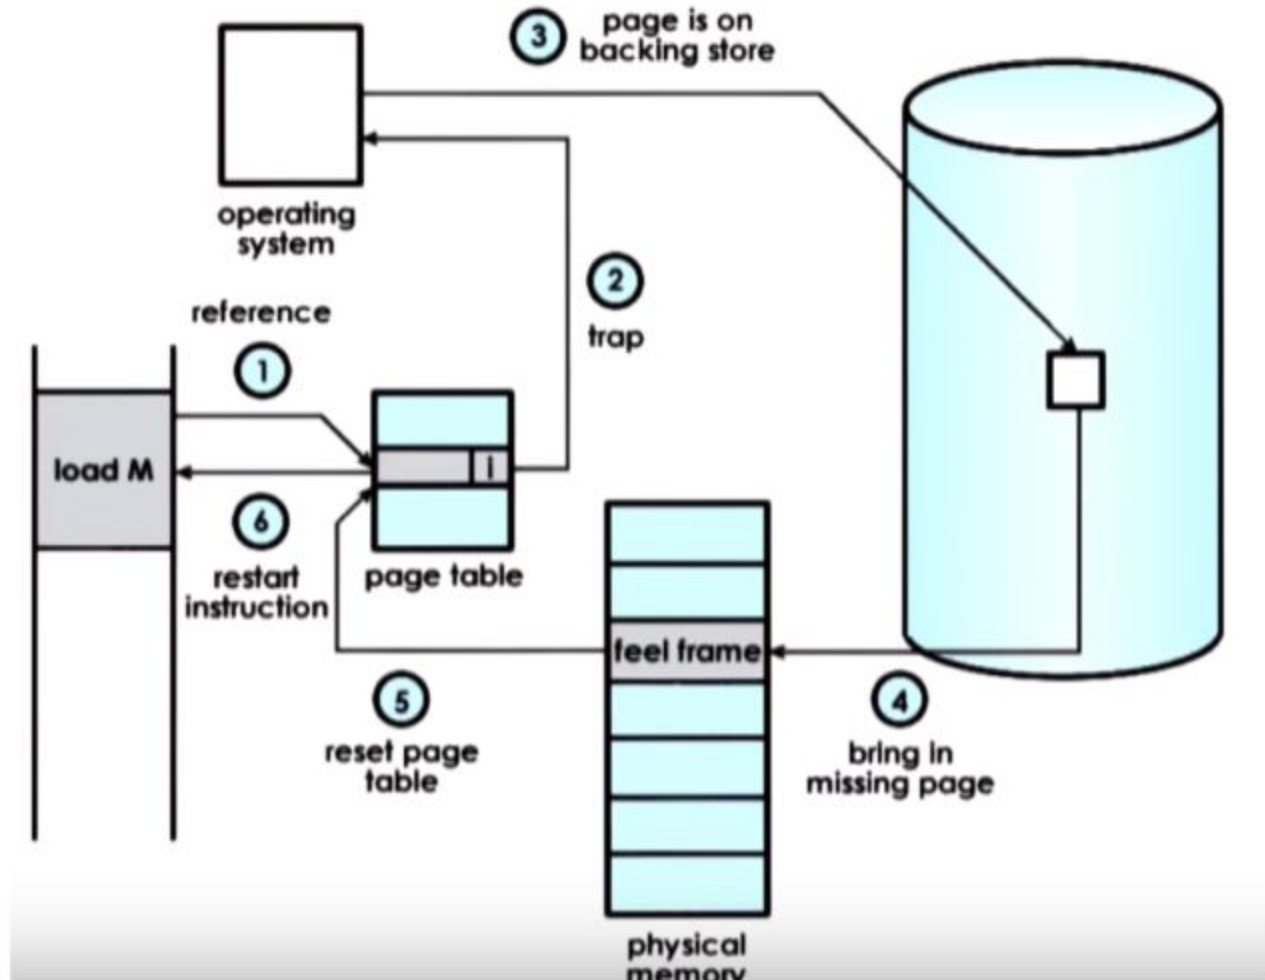 3
page is on
backing store
operating
system
2
trap
reference
1
load M
i
6
restart
instruction
page table
feel frame
5
reset page
table
4
bring in
missing page
physical
memory